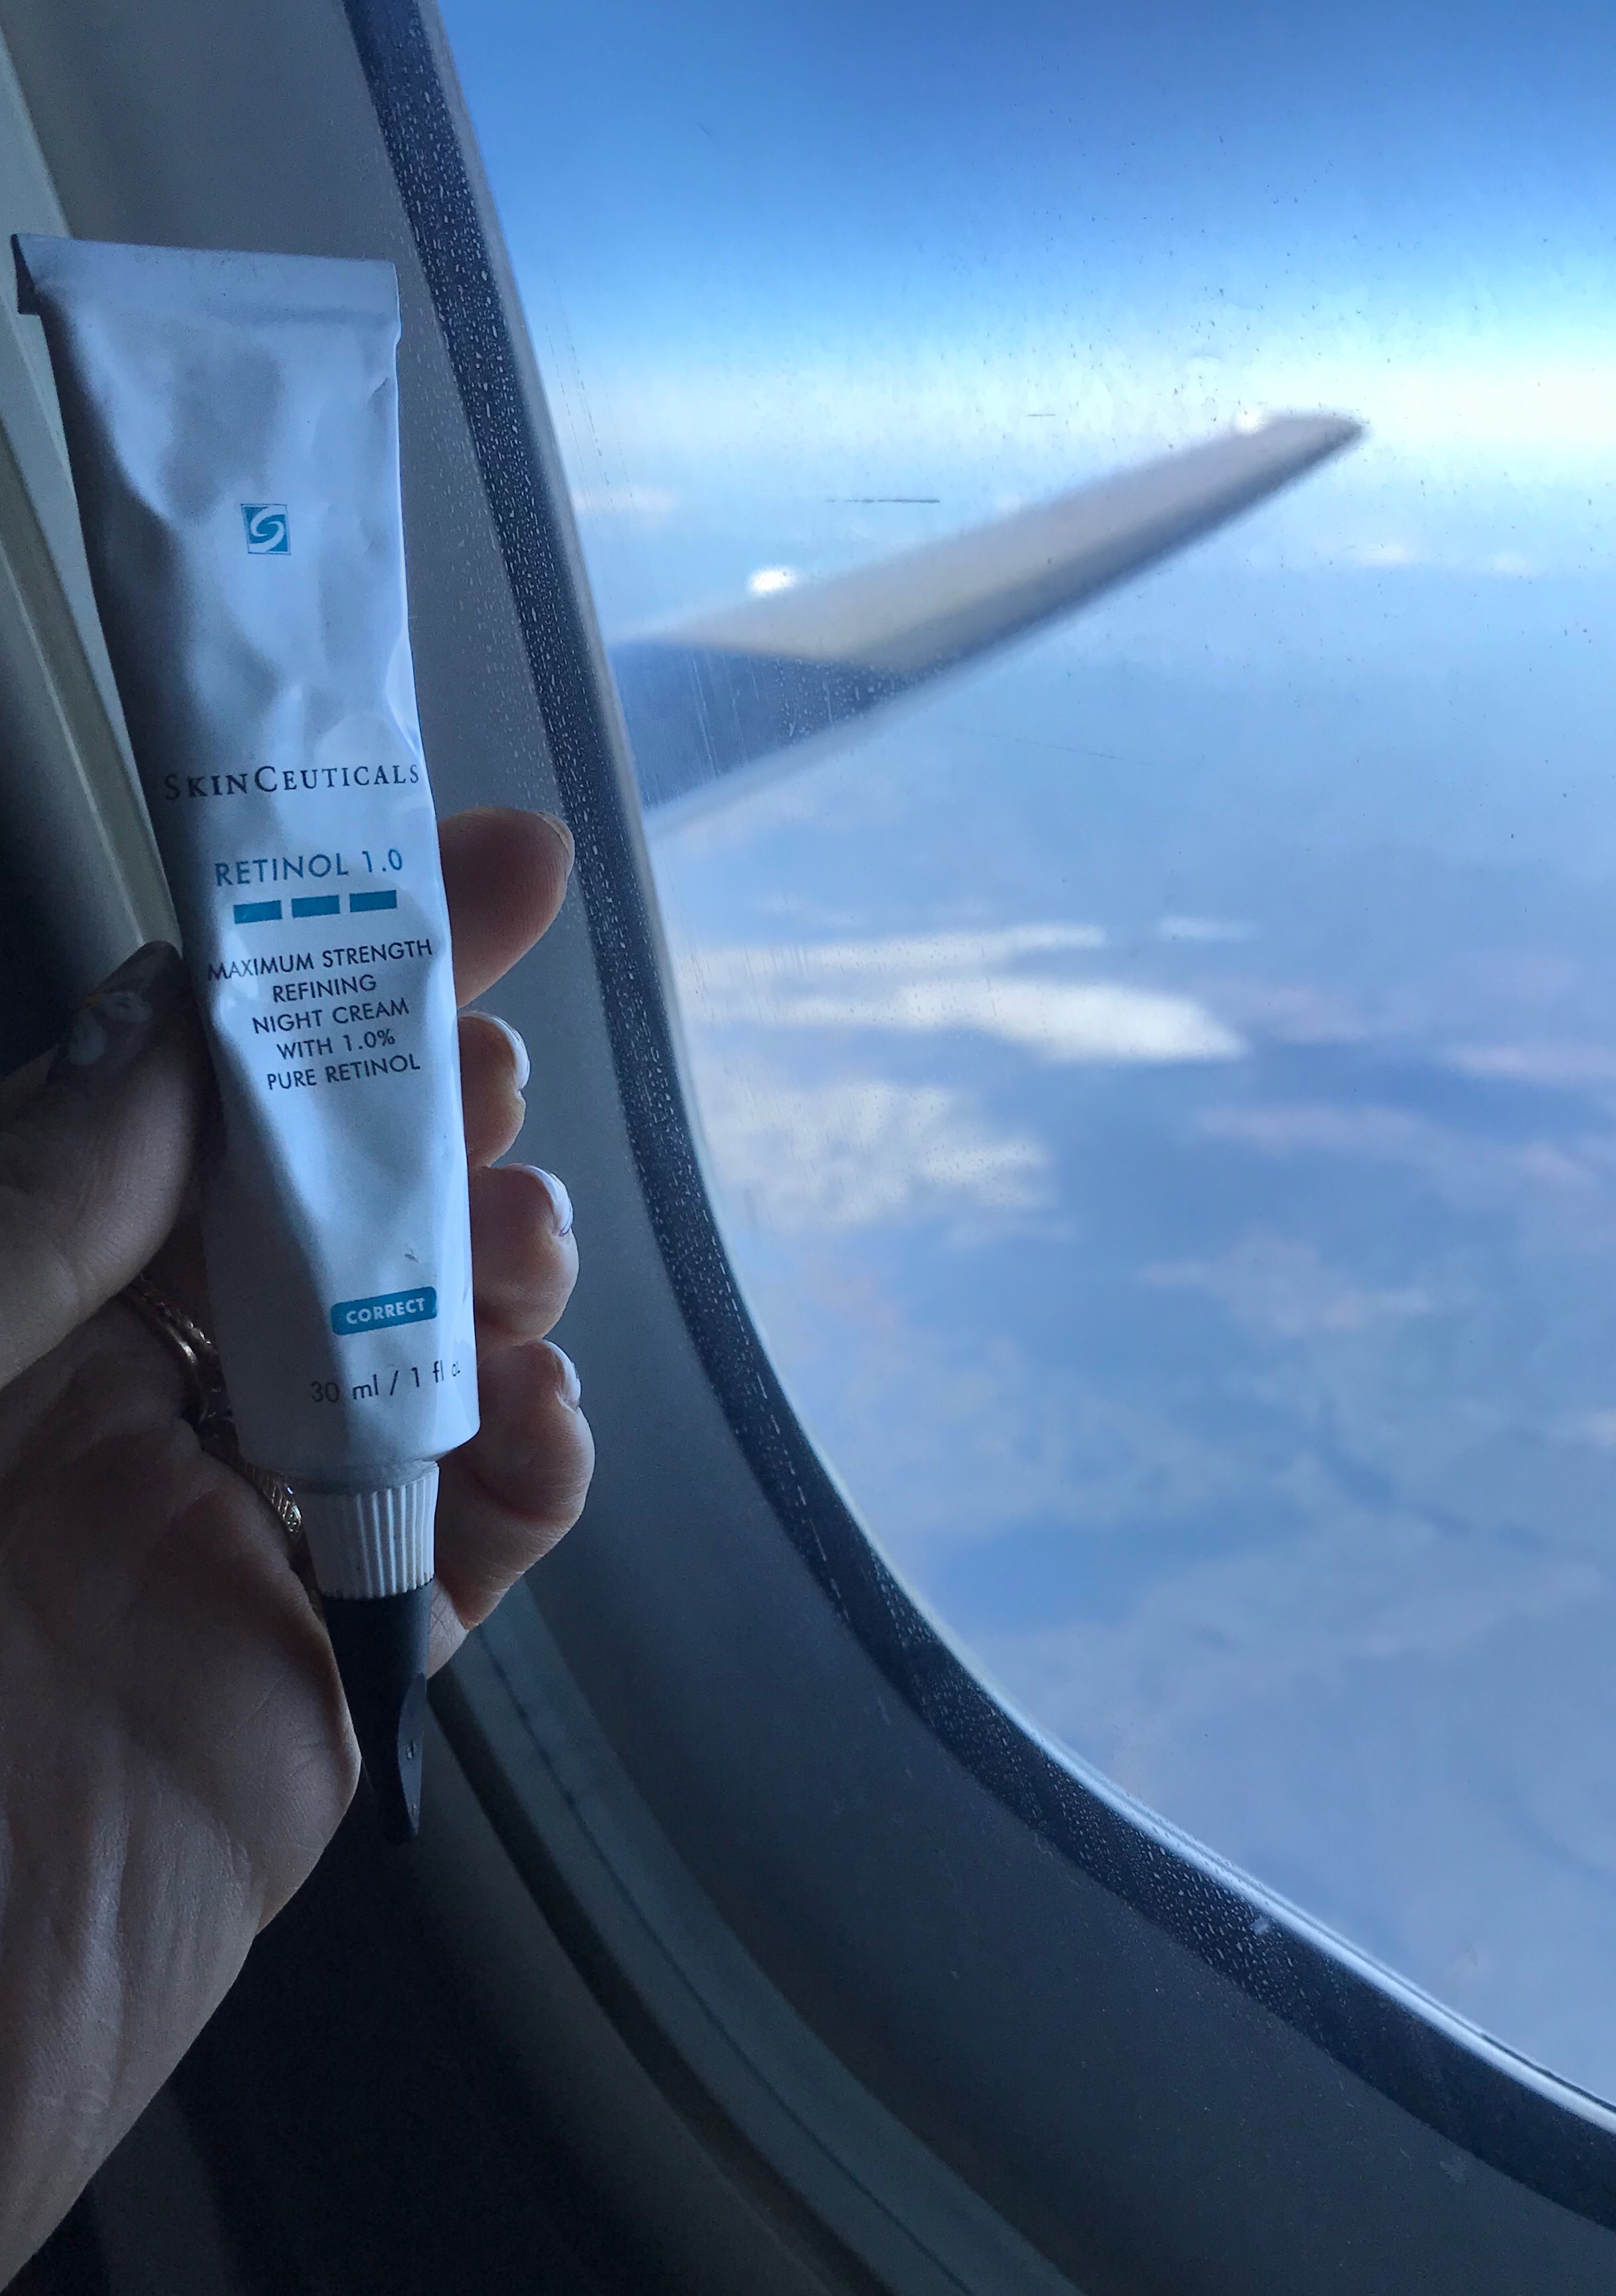 SKINCEUTICALS
RETINOL 1.0
MAXIMUM STRENGTH
REFINING
NIGHT CREAM
WITH 1.0%
PURE RETINOL
CORRECT
30 ml / 1 fl